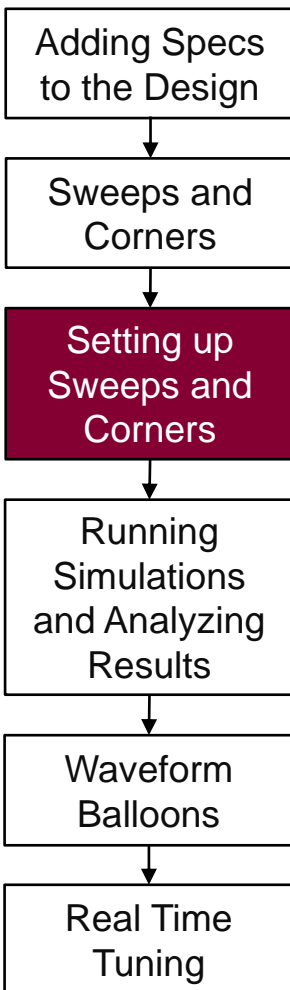 Adding Specs
to the Design
Sweeps and
Corners
Setting up
Sweeps and
Corners
Running
Simulations
and Analyzing
Results
Waveform
Balloons
Real Time
Tuning